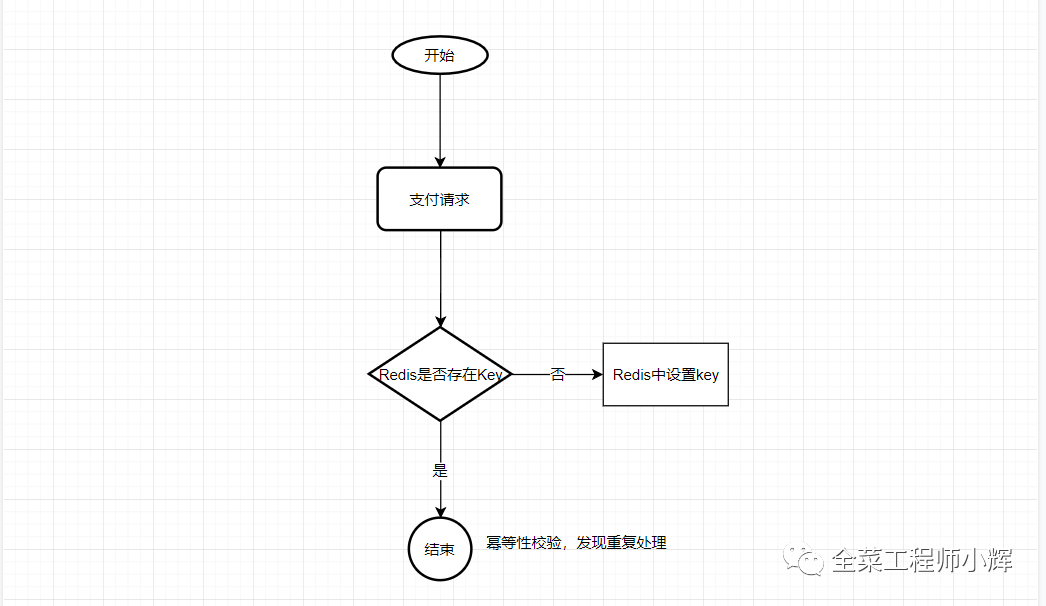 开始
支付请求
Redis是否存在Key
否
Redis中设置key
是
结束
幂等性校验，发现重复处理
全菜工程师小辉